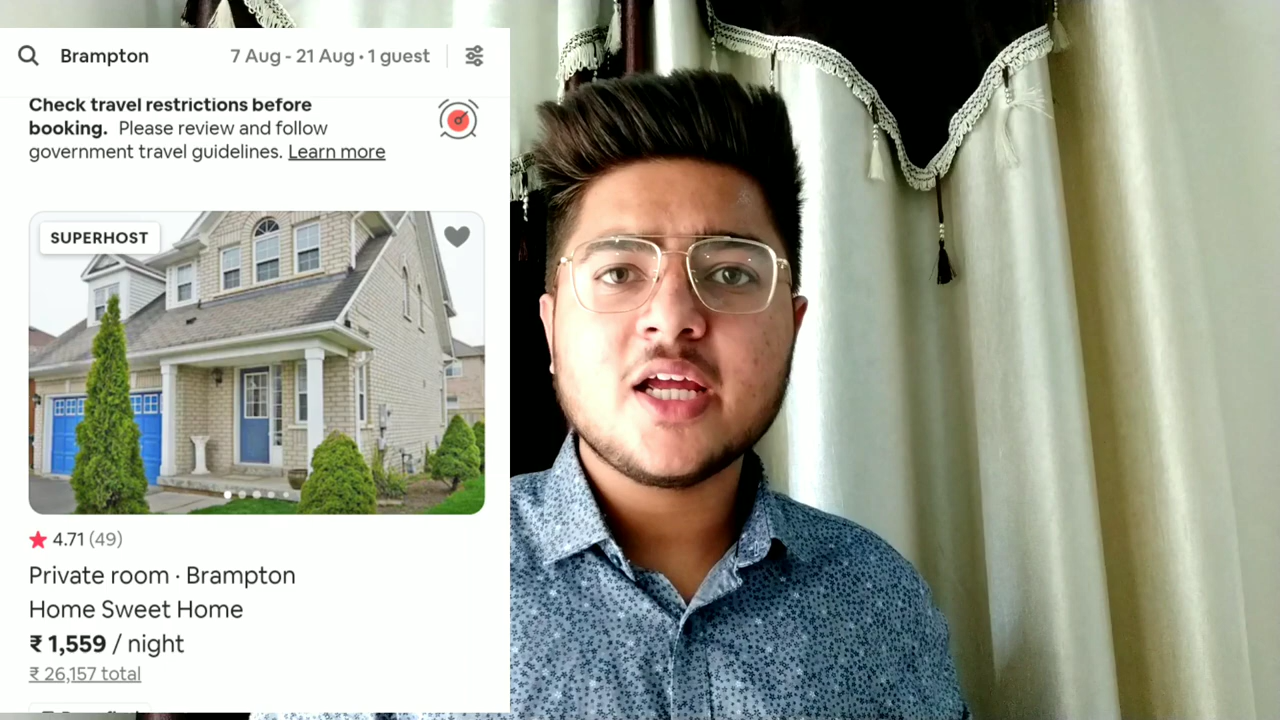 Brampton
7 Aug - 21 Aug • 1 guest
Check travel restrictions before
booking. Please review and follow
government travel guidelines. Learn more
SUPERHOST
4.71 (49)
Private room · Brampton
Home Sweet Home
₹ 1,559 / night
₹ 26,157 total